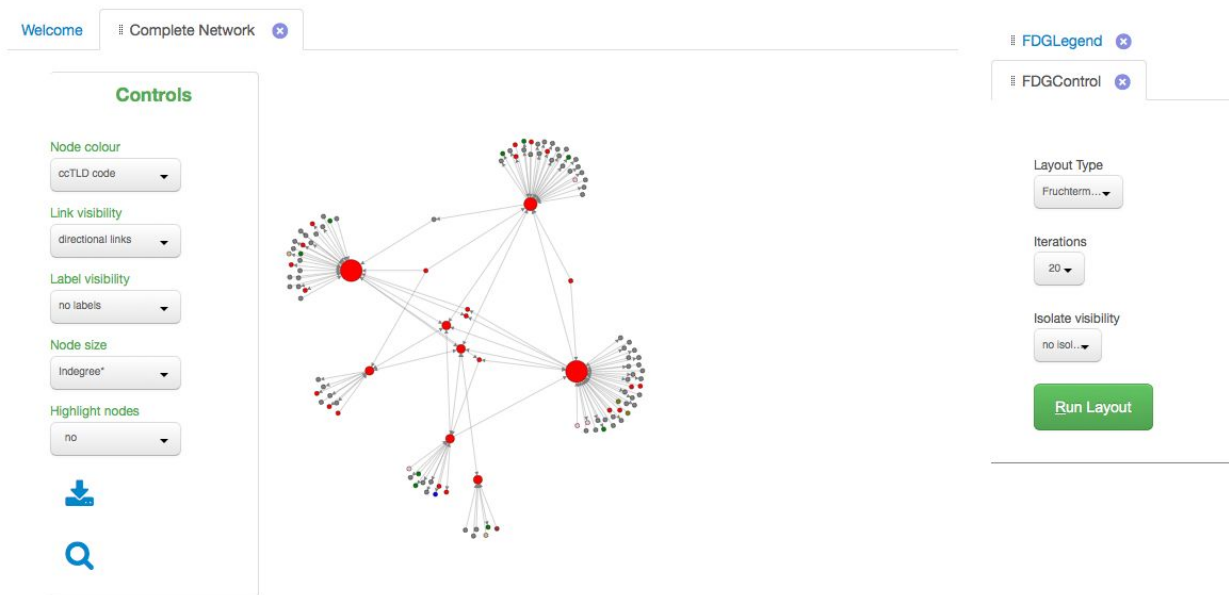 Welcome
Complete Network
Controls
Node colour
ccTLD code
Link visibility
directional links
Label visibility
no labels
Node size
Indegree*
Highlight nodes
no
FDGLegend
FDGControl
Layout Type
Fruchterm...
Iterations
20
Isolate visibility
no isol...
Run Layout